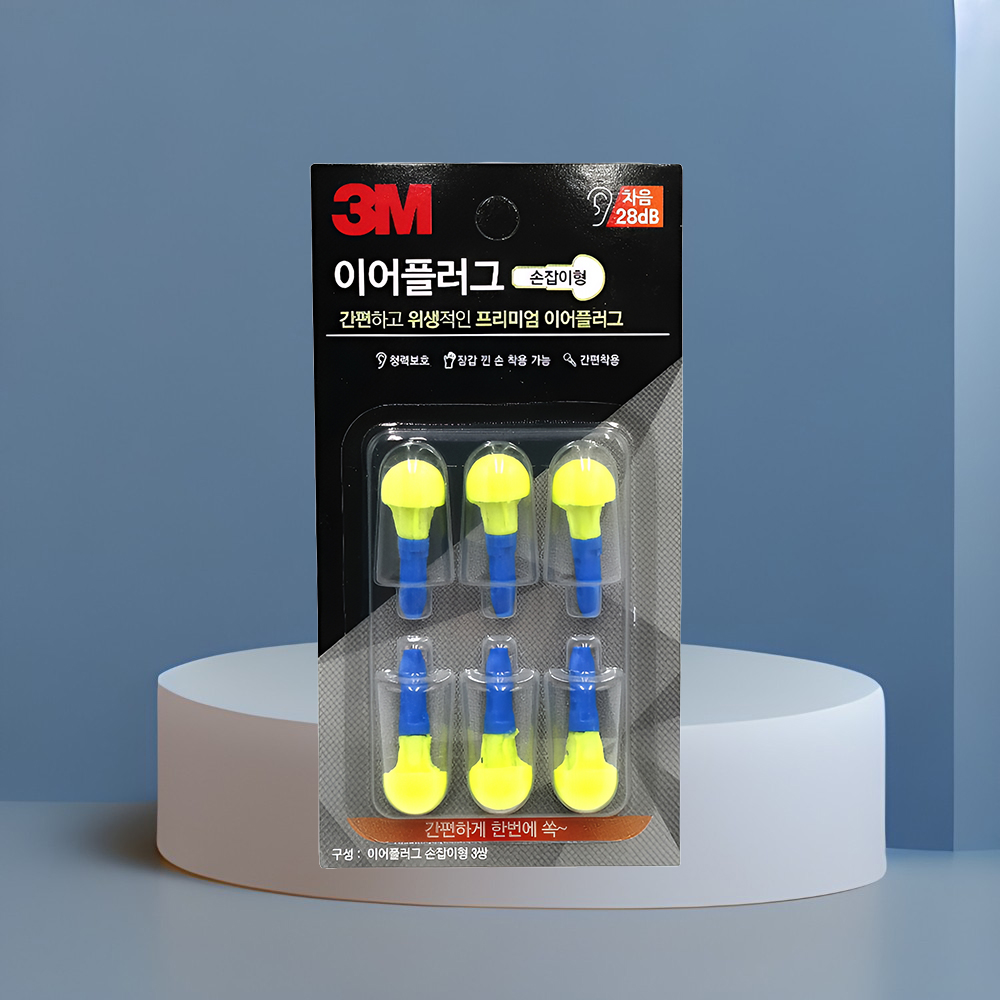 3M
차음
28dB
이어플러그 손잡이형
간편하고 위생적인 프리미엄 이어플러그
청력보호 장갑 낀 손 착용 가능 간편착용
간편하게 한번에 쏙~
구성 : 이어플러그 손잡이형 3쌍